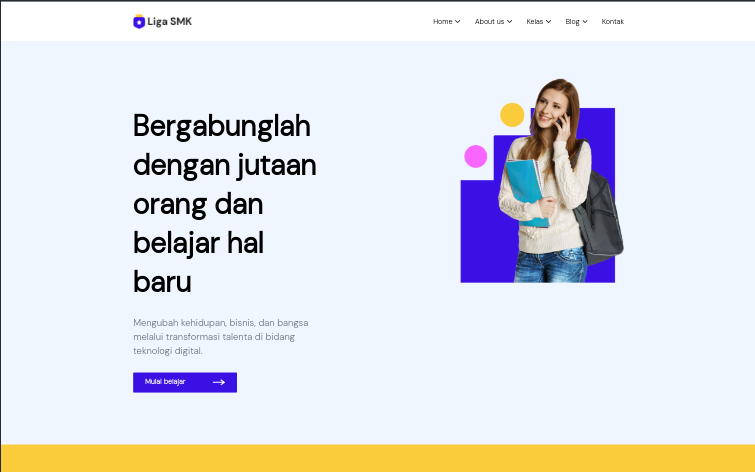 Liga SMK
Home About us Kelas Blog Kontak
Bergabunglah
dengan jutaan
orang dan
belajar hal
baru
Mengubah kehidupan, bisnis, dan bangsa
melalui transformasi talenta di bidang
teknologi digital.
Mulai belajar